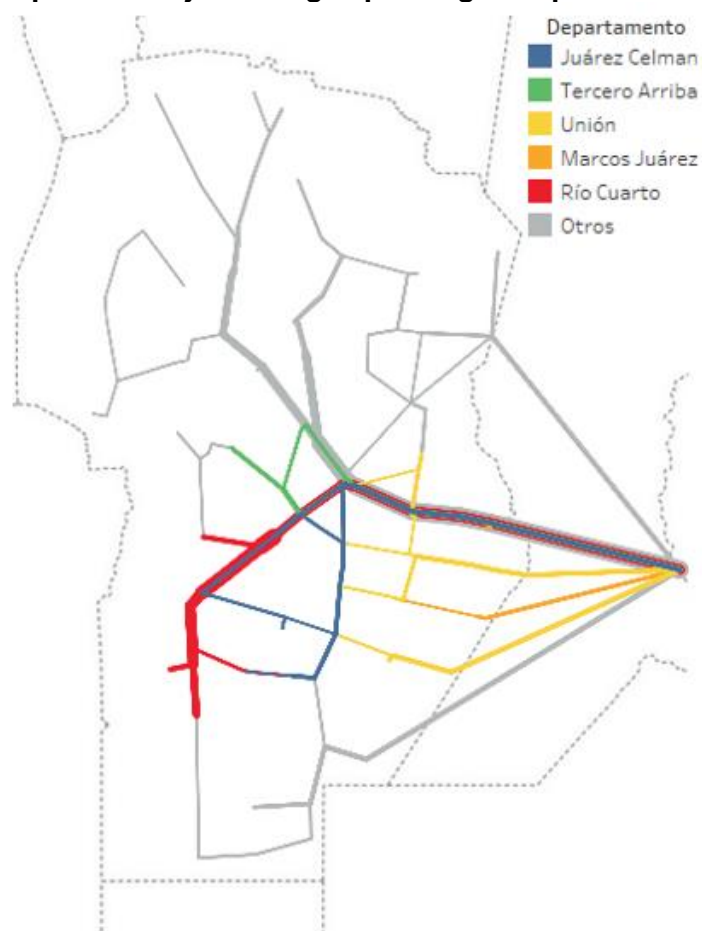 Departamento
Juárez Celman
Tercero Arriba
Unión
Marcos Juárez
Río Cuarto
Otros